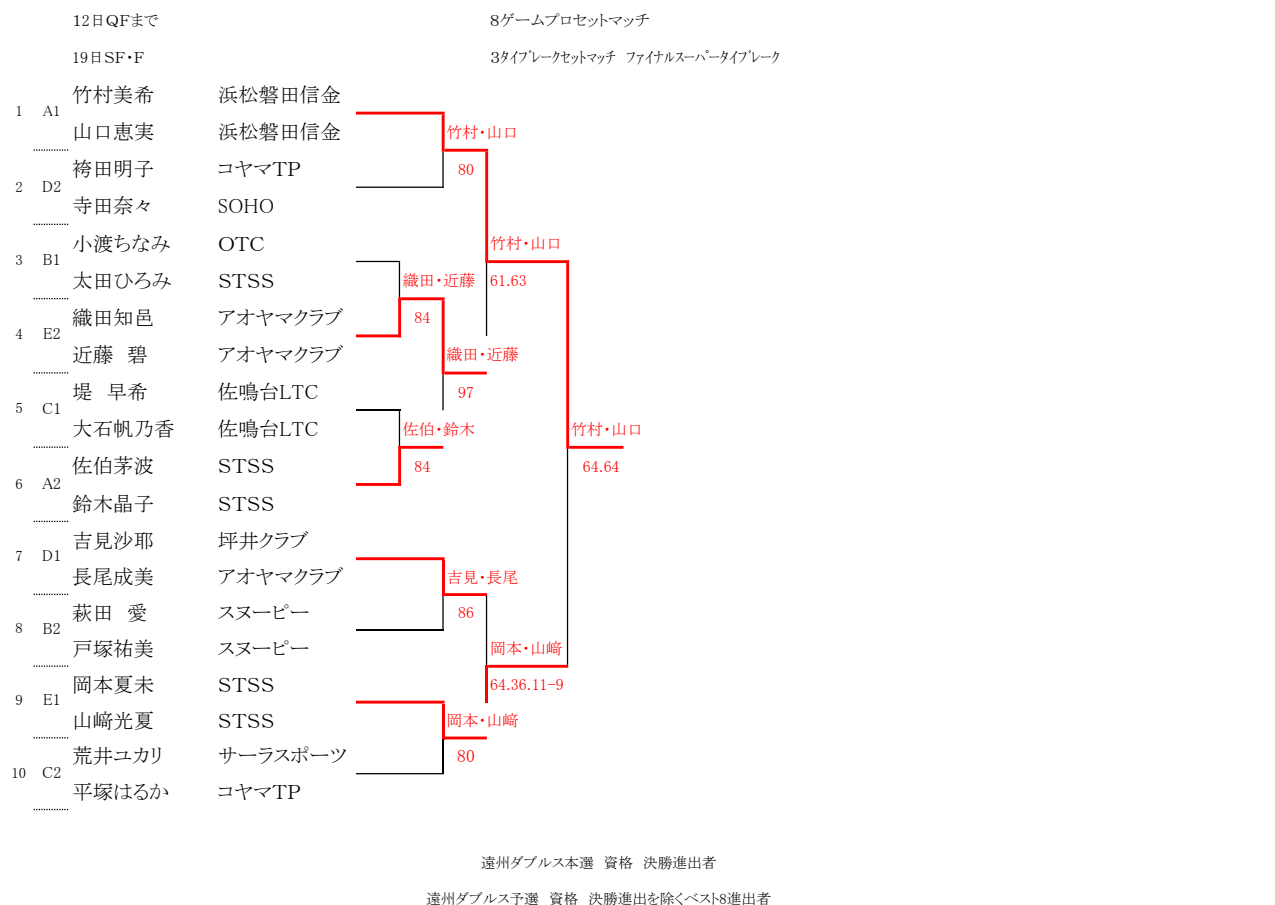 12日QFまで 8ゲームプロセットマッチ
19日SF・F 3タイブレークセットマッチ ファイナルスーパータイブレーク
竹村美希 浜松磐田信金
1 A1
山口恵実 浜松磐田信金 竹村・山口
袴田明子 コヤマTP 80
2 D2
寺田奈々 SOHO
小渡ちなみ OTC 竹村・山口
3 B1
太田ひろみ STSS 織田・近藤 61.63
織田知邑 アオヤマクラブ 84
4 E2
近藤 碧 アオヤマクラブ 織田・近藤
堤 早希 佐鳴台LTC 97
5 C1
大石帆乃香 佐鳴台LTC 佐伯・鈴木 竹村・山口
佐伯茅波 STSS 84 64.64
6 A2
鈴木晶子 STSS
吉見沙耶 坪井クラブ
7 D1
長尾成美 アオヤマクラブ 吉見・長尾
萩田 愛 スヌーピー 86
8 B2
戸塚祐美 スヌーピー 岡本・山﨑
岡本夏未 STSS 64.36.11-9
9 E1
山﨑光夏 STSS 岡本・山﨑
荒井ユカリ サーラスポーツ 80
10 C2
平塚はるか コヤマTP
遠州ダブルス本選 資格 決勝進出者
遠州ダブルス予選 資格 決勝進出を除くベスト8進出者